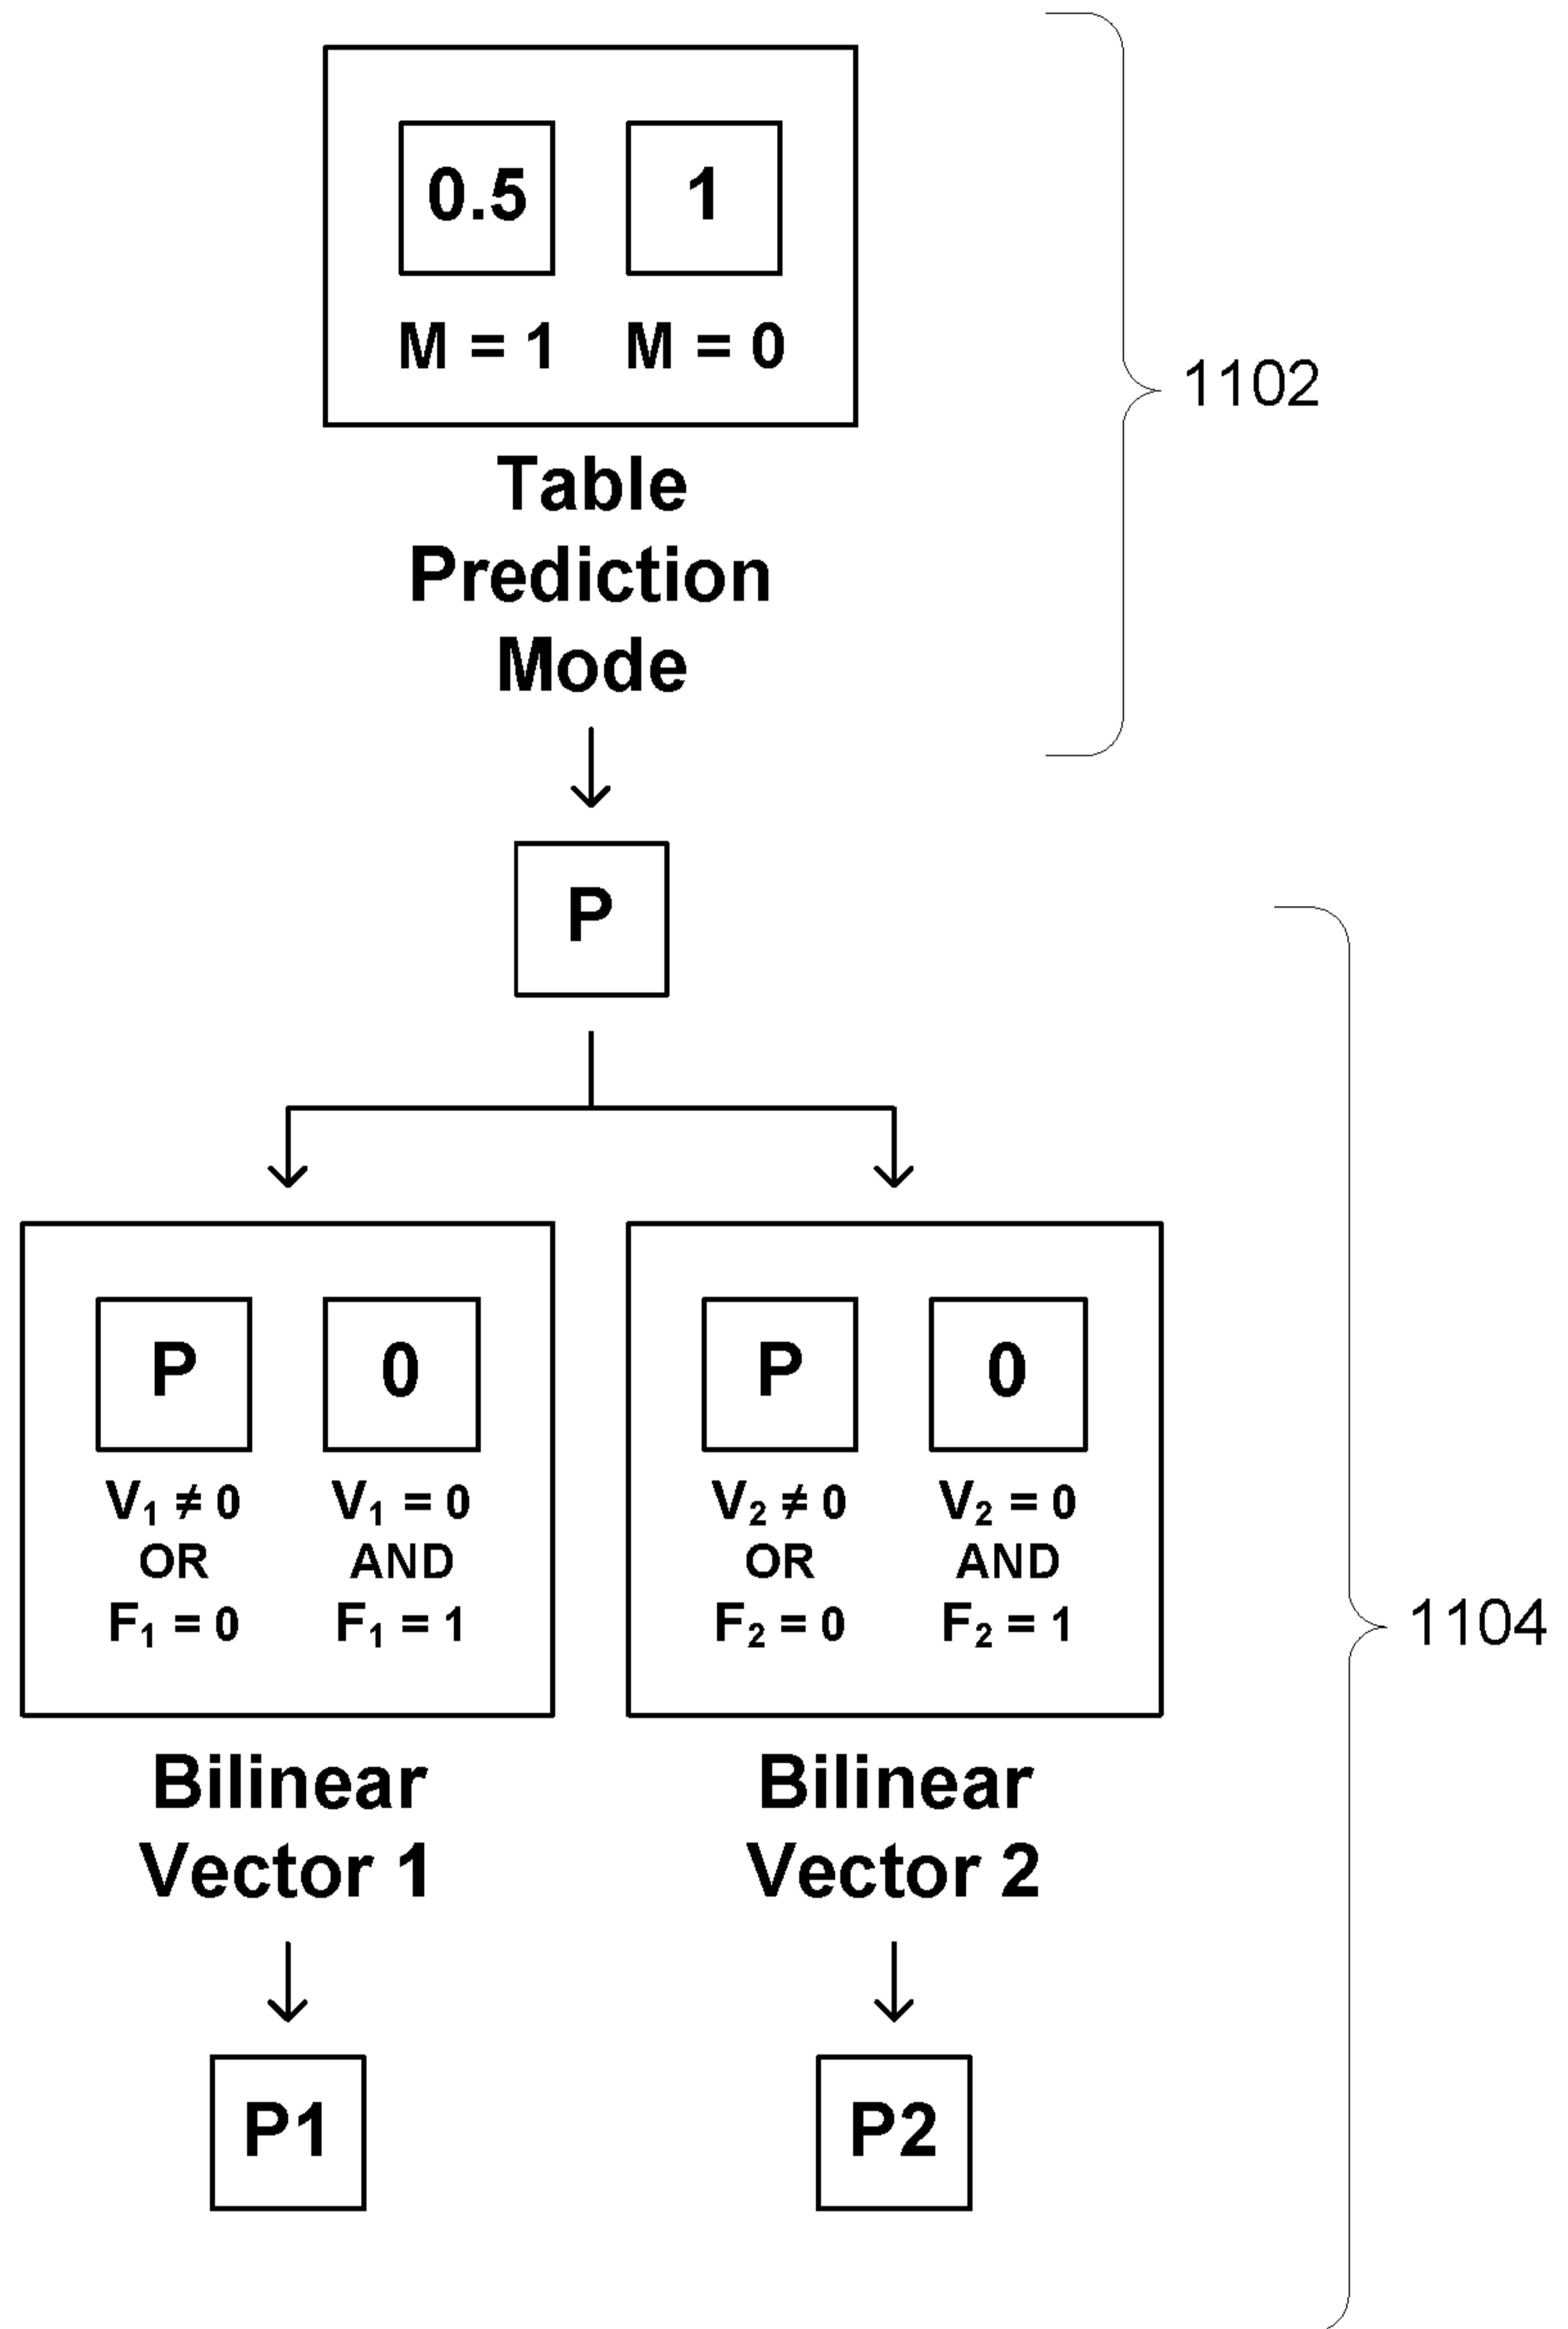 0.5 1
M = 1 M = 0
1102
Table
Prediction
Mode
P
P 0 P 0
V₁ ≠ 0 V₁ = 0 V₂ ≠ 0 V₂ = 0
OR AND OR AND
F₁ = 0 F₁ = 1 F₂ = 0 F₂ = 1
1104
Bilinear Bilinear
Vector 1 Vector 2
P1 P2